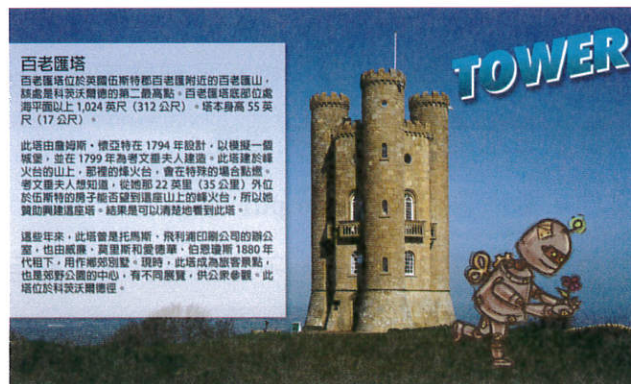 百老匯塔
百老匯塔位於英國伍斯特郡百老匯附近的百老匯山，
該處是科茨沃爾德的第二最高點。百老匯塔底部位處
海平面以上 1,024 英尺（312 公尺）。塔本身高 55 英
尺（17 公尺）。
此塔由詹姆斯・懷亞特在 1794 年設計，以模擬一個
城堡，並在 1799 年為考文垂夫人建造。此塔建於峰
火台的山上，那裡的烽火台，會在特殊的場合點燃。
考文垂夫人想知道，從她那 22 英里（35 公里）外位
於伍斯特的房子能否望到這座山上的峰火台，所以她
贊助興建這座塔。結果是可以清楚地看到此塔。
這些年來，此塔曾是托馬斯・飛利浦印刷公司的辦公
室，也由威廉・莫里斯和愛德華・伯恩瓊斯 1880 年
代租下，用作鄉郊別墅。現時，此塔成為旅客景點，
也是郊野公園的中心，有不同展覽，供公衆參觀。此
塔位於科茨沃爾德徑。
TOWER